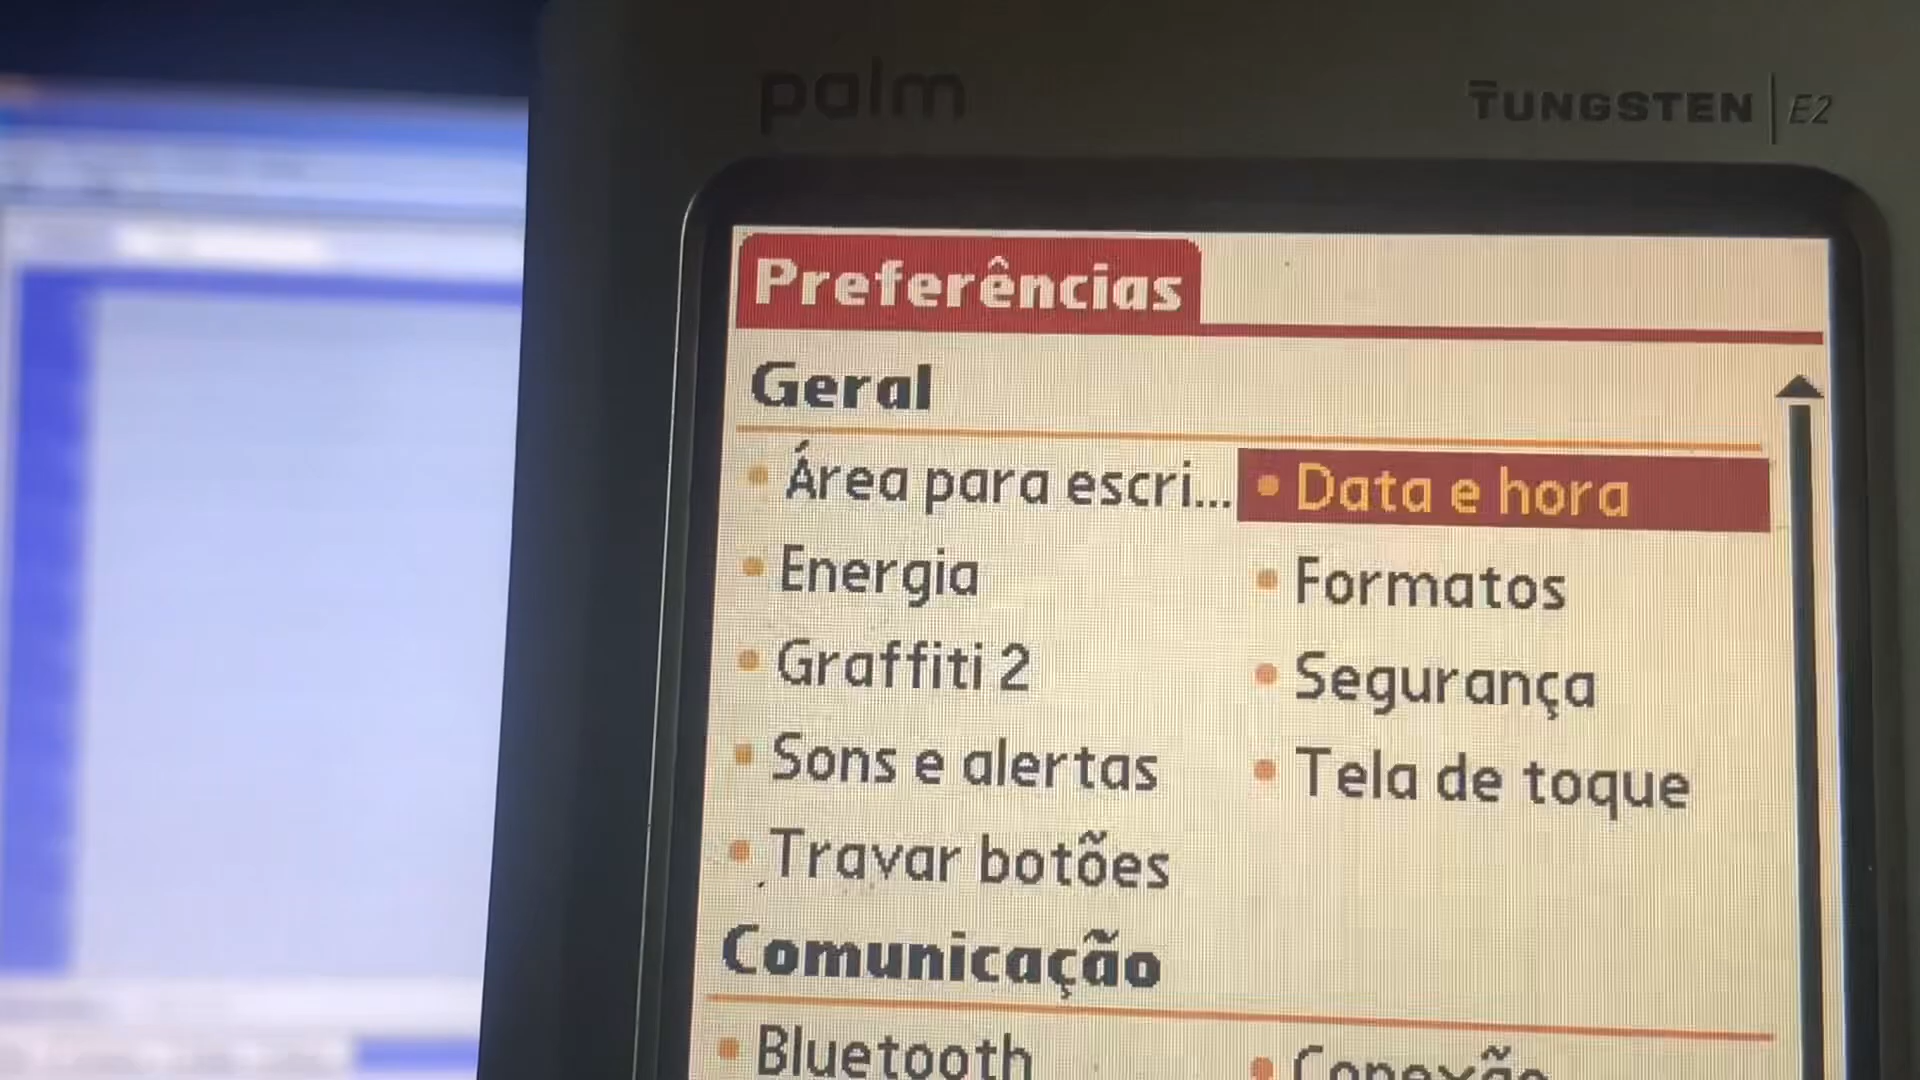 palm
TUNGSTEN | E2
Preferências
Geral
Área para escri...
Data e hora
Energia
Formatos
Graffiti 2
Segurança
Sons e alertas
Tela de toque
Travar botões
Comunicação
Bluetooth
Conexão